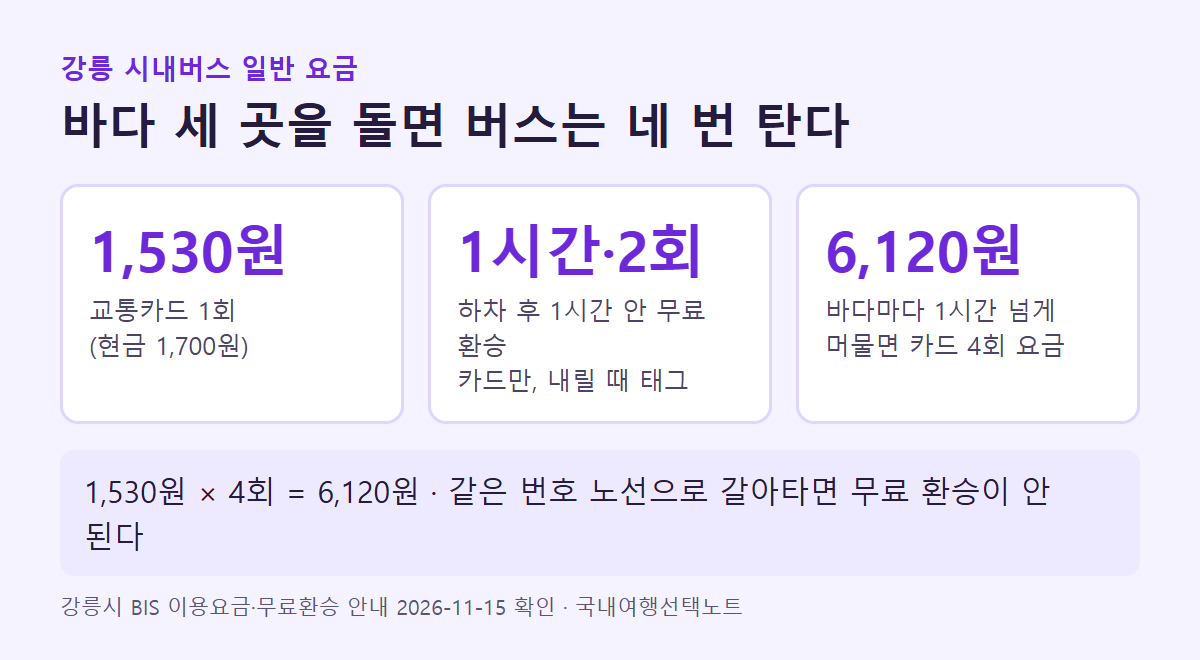 강릉 시내버스 일반 요금
바다 세 곳을 돌면 버스는 네 번 탄다
1,530원
교통카드 1회
(현금 1,700원)
1시간·2회
하차 후 1시간 안 무료
환승
카드만, 내릴 때 태그
6,120원
바다마다 1시간 넘게
머물면 카드 4회 요금
1,530원 × 4회 = 6,120원 · 같은 번호 노선으로 갈아타면 무료 환승이 안
된다
강릉시 BIS 이용요금·무료환승 안내 2026-11-15 확인 · 국내여행선택노트